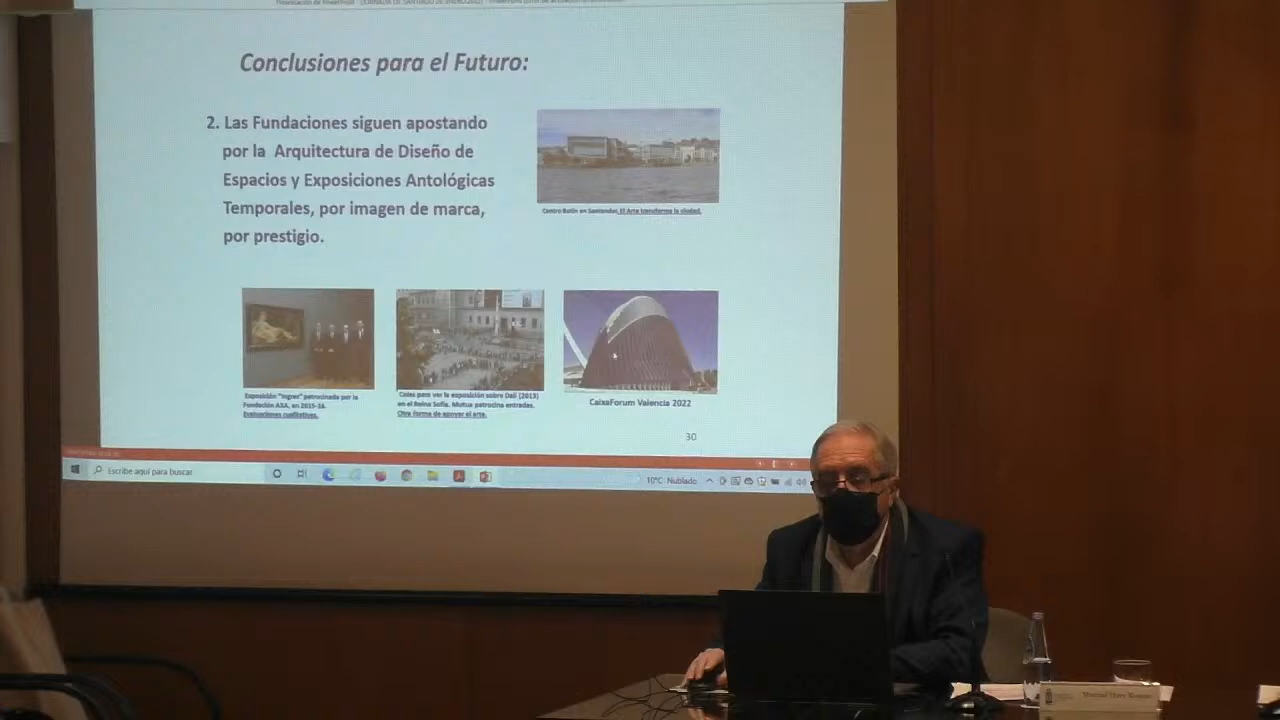 Conclusiones para el Futuro:
2. Las Fundaciones siguen apostando
por la Arquitectura de Diseño de
Espacios y Exposiciones Antológicas
Temporales, por imagen de marca,
por prestigio.
Centro Botín en Santander. El Arte transforma la ciudad.
Exposición "Ingres" patrocinada por la
Fundación AXA, en 2015-16.
Evaluaciones cualitativas.
Colas para ver la exposición sobre Dalí (2013)
en el Reina Sofía. Mutua patrocina entradas.
Otra forma de apoyar el arte.
CaixaForum Valencia 2022
30
Escribe aquí para buscar
10°C Nublado